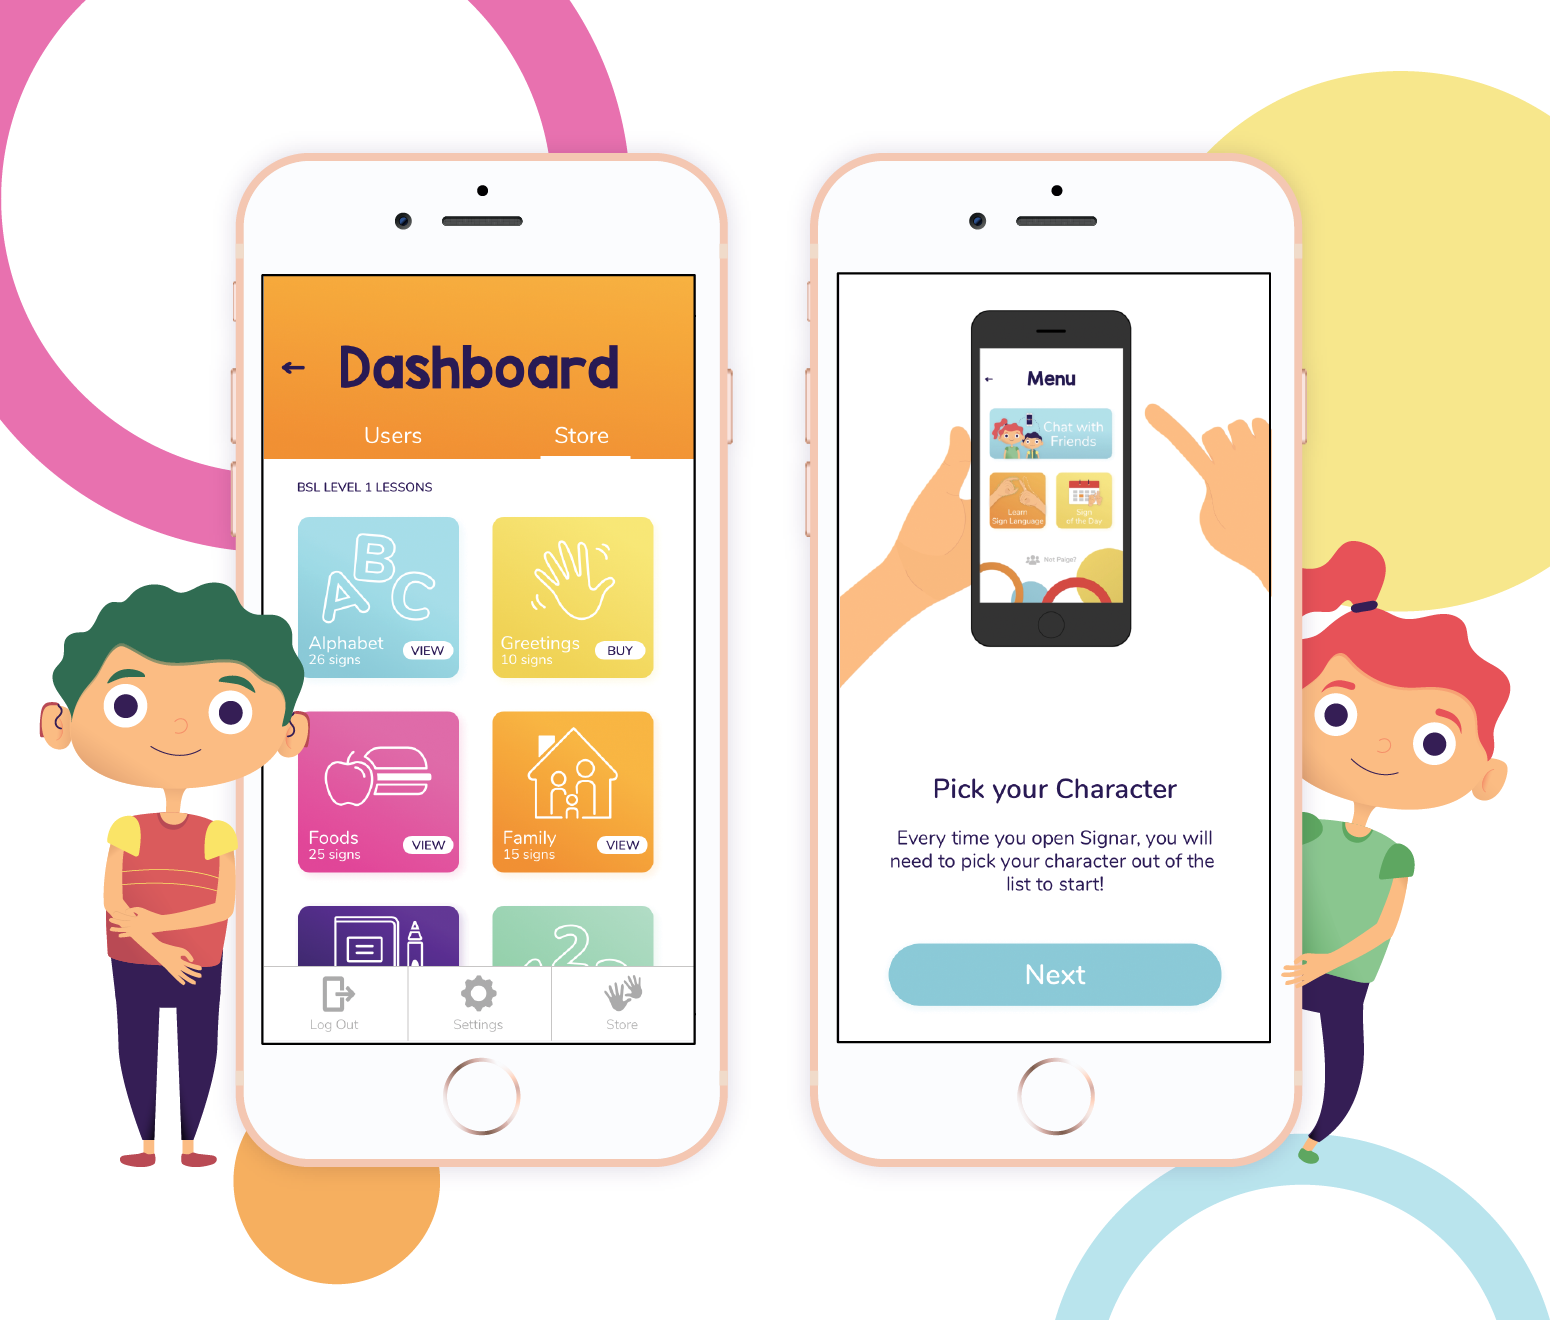 Dashboard
Users
Store
BSL LEVEL 1 LESSONS
A B C
Alphabet
26 signs
VIEW
Greetings
10 signs
BUY
Foods
25 signs
VIEW
Family
15 signs
VIEW
2
Log Out
Settings
Store
Menu
Chat with
Friends
Learn
Sign Language
Sign
of the Day
Not Paige?
Pick your Character
Every time you open Signar, you will
need to pick your character out of the
list to start!
Next